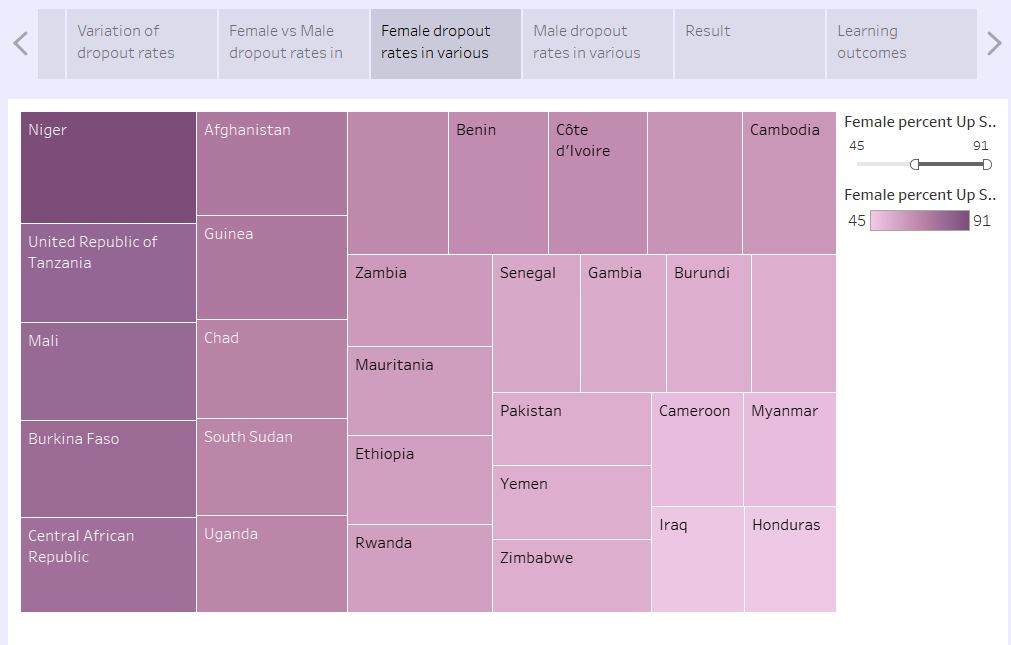 Variation of
dropout rates
Female vs Male
dropout rates in
Female dropout
rates in various
Male dropout
rates in various
Result
Learning
outcomes
Niger
United Republic of
Tanzania
Mali
Burkina Faso
Central African
Republic
Afghanistan
Guinea
Chad
South Sudan
Uganda
Benin
Côte
d’Ivoire
Cambodia
Zambia
Mauritania
Ethiopia
Rwanda
Senegal
Gambia
Burundi
Pakistan
Yemen
Zimbabwe
Cameroon
Myanmar
Iraq
Honduras
Female percent Up S..
45
91
Female percent Up S..
45
91